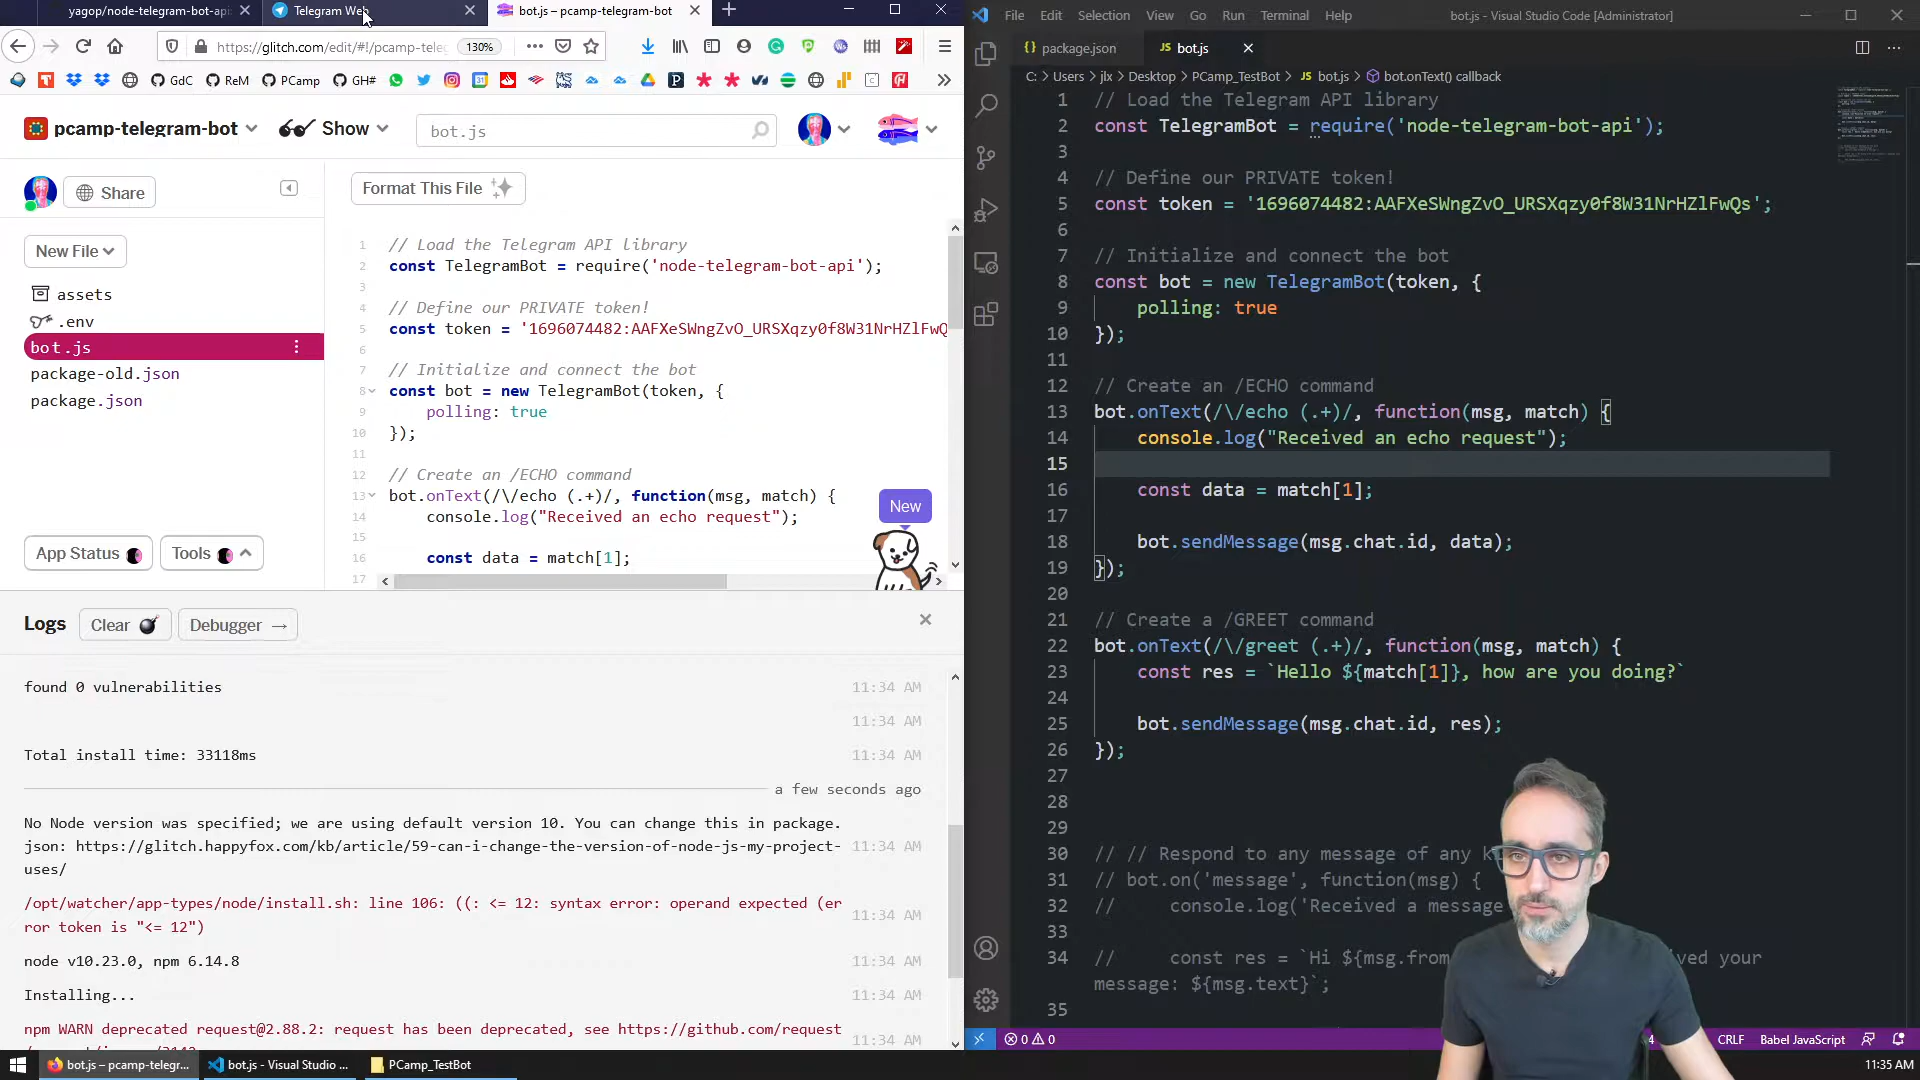 yagop/node-telegram-bot-api
Telegram Web
bot.js – pcamp-telegram-bot
https://glitch.com/edit/#!/pcamp-teleg
130%
GdC
ReM
PCamp
GH#
pcamp-telegram-bot
Show
bot.js
Share
Format This File
New File
assets
.env
bot.js
package-old.json
package.json
App Status
Tools
1 // Load the Telegram API library
2 const TelegramBot = require('node-telegram-bot-api');
3
4 // Define our PRIVATE token!
5 const token = '1696074482:AAFXeSWngZvO_URSXqzy0f8W31NrHZlFwQ
6
7 // Initialize and connect the bot
8 const bot = new TelegramBot(token, {
9 polling: true
10 });
11
12 // Create an /ECHO command
13 bot.onText(/\/echo (.+)/, function(msg, match) {
14 console.log("Received an echo request");
15
16 const data = match[1];
17
New
Logs
Clear
Debugger →
found 0 vulnerabilities 11:34 AM
11:34 AM
Total install time: 33118ms 11:34 AM
a few seconds ago
No Node version was specified; we are using default version 10. You can change this in package.
json: https://glitch.happyfox.com/kb/article/59-can-i-change-the-version-of-node-js-my-project- 11:34 AM
uses/
/opt/watcher/app-types/node/install.sh: line 106: ((: <= 12: syntax error: operand expected (er 11:34 AM
ror token is "<= 12")
node v10.23.0, npm 6.14.8 11:34 AM
Installing... 11:34 AM
npm WARN deprecated request@2.88.2: request has been deprecated, see https://github.com/request 11:34 AM
File Edit Selection View Go Run Terminal Help
bot.js - Visual Studio Code [Administrator]
{} package.json
JS bot.js
C: > Users > jlx > Desktop > PCamp_TestBot > JS bot.js > bot.onText() callback
1 // Load the Telegram API library
2 const TelegramBot = require('node-telegram-bot-api');
3
4 // Define our PRIVATE token!
5 const token = '1696074482:AAFXeSWngZvO_URSXqzy0f8W31NrHZlFwQs';
6
7 // Initialize and connect the bot
8 const bot = new TelegramBot(token, {
9 polling: true
10 });
11
12 // Create an /ECHO command
13 bot.onText(/\/echo (.+)/, function(msg, match) {
14 console.log("Received an echo request");
15
16 const data = match[1];
17
18 bot.sendMessage(msg.chat.id, data);
19 });
20
21 // Create a /GREET command
22 bot.onText(/\/greet (.+)/, function(msg, match) {
23 const res = `Hello ${match[1]}, how are you doing?`
24
25 bot.sendMessage(msg.chat.id, res);
26 });
27
28
29
30 // // Respond to any message of any k
31 // bot.on('message', function(msg) {
32 // console.log('Received a message
33
34 // const res = `Hi ${msg.from ved your
message: ${msg.text}`;
35
0 0
4
CRLF
Babel JavaScript
bot.js – pcamp-telegr...
bot.js - Visual Studio ...
PCamp_TestBot
11:35 AM